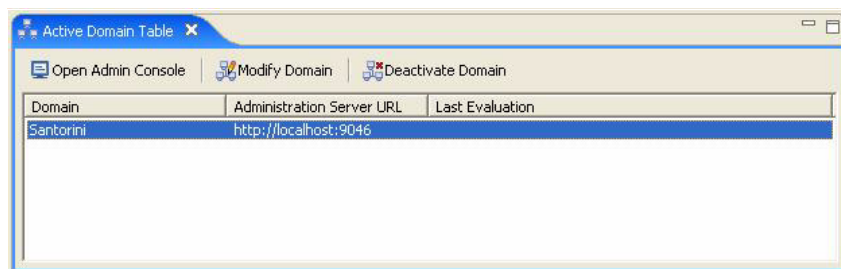 Active Domain Table
Open Admin Console Modify Domain Deactivate Domain
Domain Administration Server URL Last Evaluation
Santorini http://localhost:9046